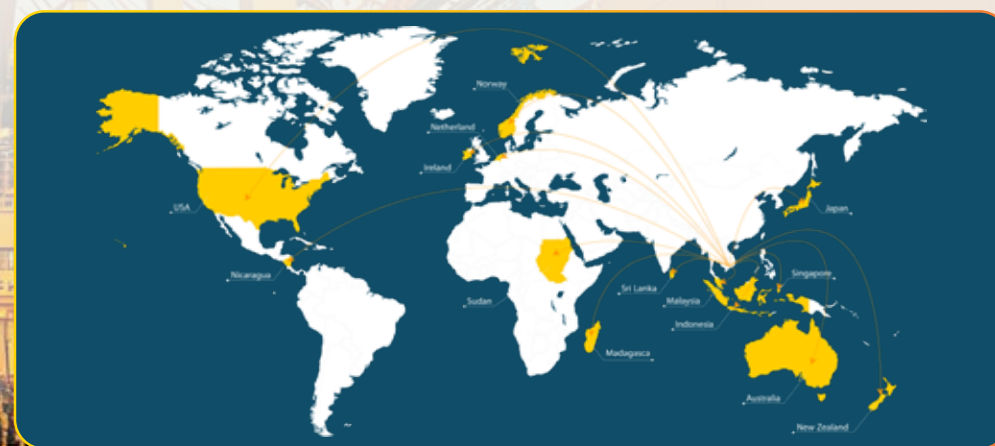 Norway
Netherland
Ireland
USA
Japan
Nicaragua
Sudan
Sri Lanka
Malaysia
Singapore
Indonesia
Madagasca
Australia
New Zealand